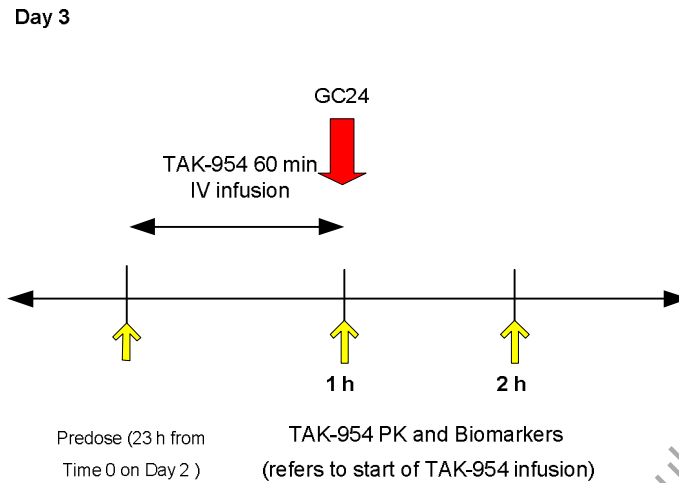 Day 3
GC24
TAK-954 60 min
IV infusion
1 h
2 h
Predose (23 h from
Time 0 on Day 2 )
TAK-954 PK and Biomarkers
(refers to start of TAK-954 infusion)